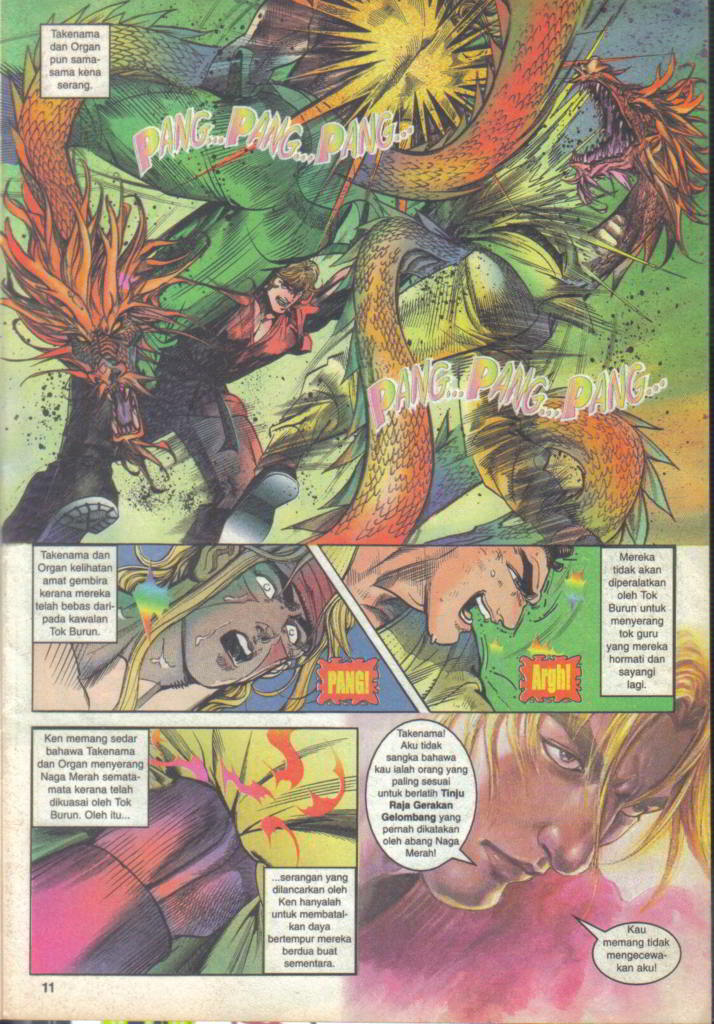 Takenama
dan Organ
pun sama-
sama kena
serang.
PANG... PANG... PANG...
PANG... PANG... PANG...
Takenama dan
Organ kelihatan
amat gembira
kerana mereka
telah bebas dari-
pada kawalan
Tok Burun.
PANG!
Argh!
Mereka
tidak akan
diperalatkan
oleh Tok
Burun untuk
menyerang
tok guru
yang mereka
hormati dan
sayangi
lagi.
Ken memang sedar
bahawa Takenama
dan Organ menyerang
Naga Merah semata-
mata kerana telah
dikuasai oleh Tok
Burun. Oleh itu...
...serangan yang
dilancarkan oleh
Ken hanyalah
untuk membatal-
kan daya
bertempur mereka
berdua buat
sementara.
Takenama!
Aku tidak
sangka bahawa
kau ialah orang yang
paling sesuai
untuk berlatih Tinju
Raja Gerakan
Gelombang yang
pernah dikatakan
oleh abang Naga
Merah!
Kau
memang tidak
mengecewa-
kan aku!
11